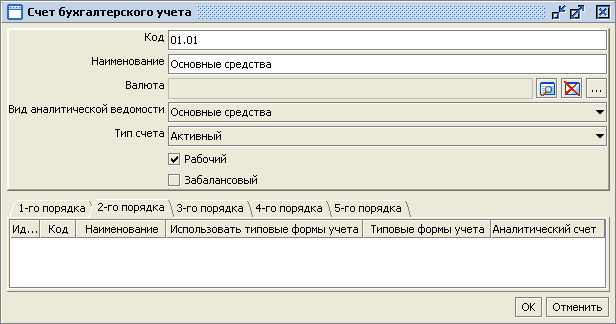 Счет бухгалтерского учета
Код 01.01
Наименование Основные средства
Валюта ...
Вид аналитической ведомости Основные средства
Тип счета Активный
Рабочий
Забалансовый
1-го порядка 2-го порядка 3-го порядка 4-го порядка 5-го порядка
Ид... Код Наименование Использовать типовые формы учета Типовые формы учета Аналитический счет
OK Отменить